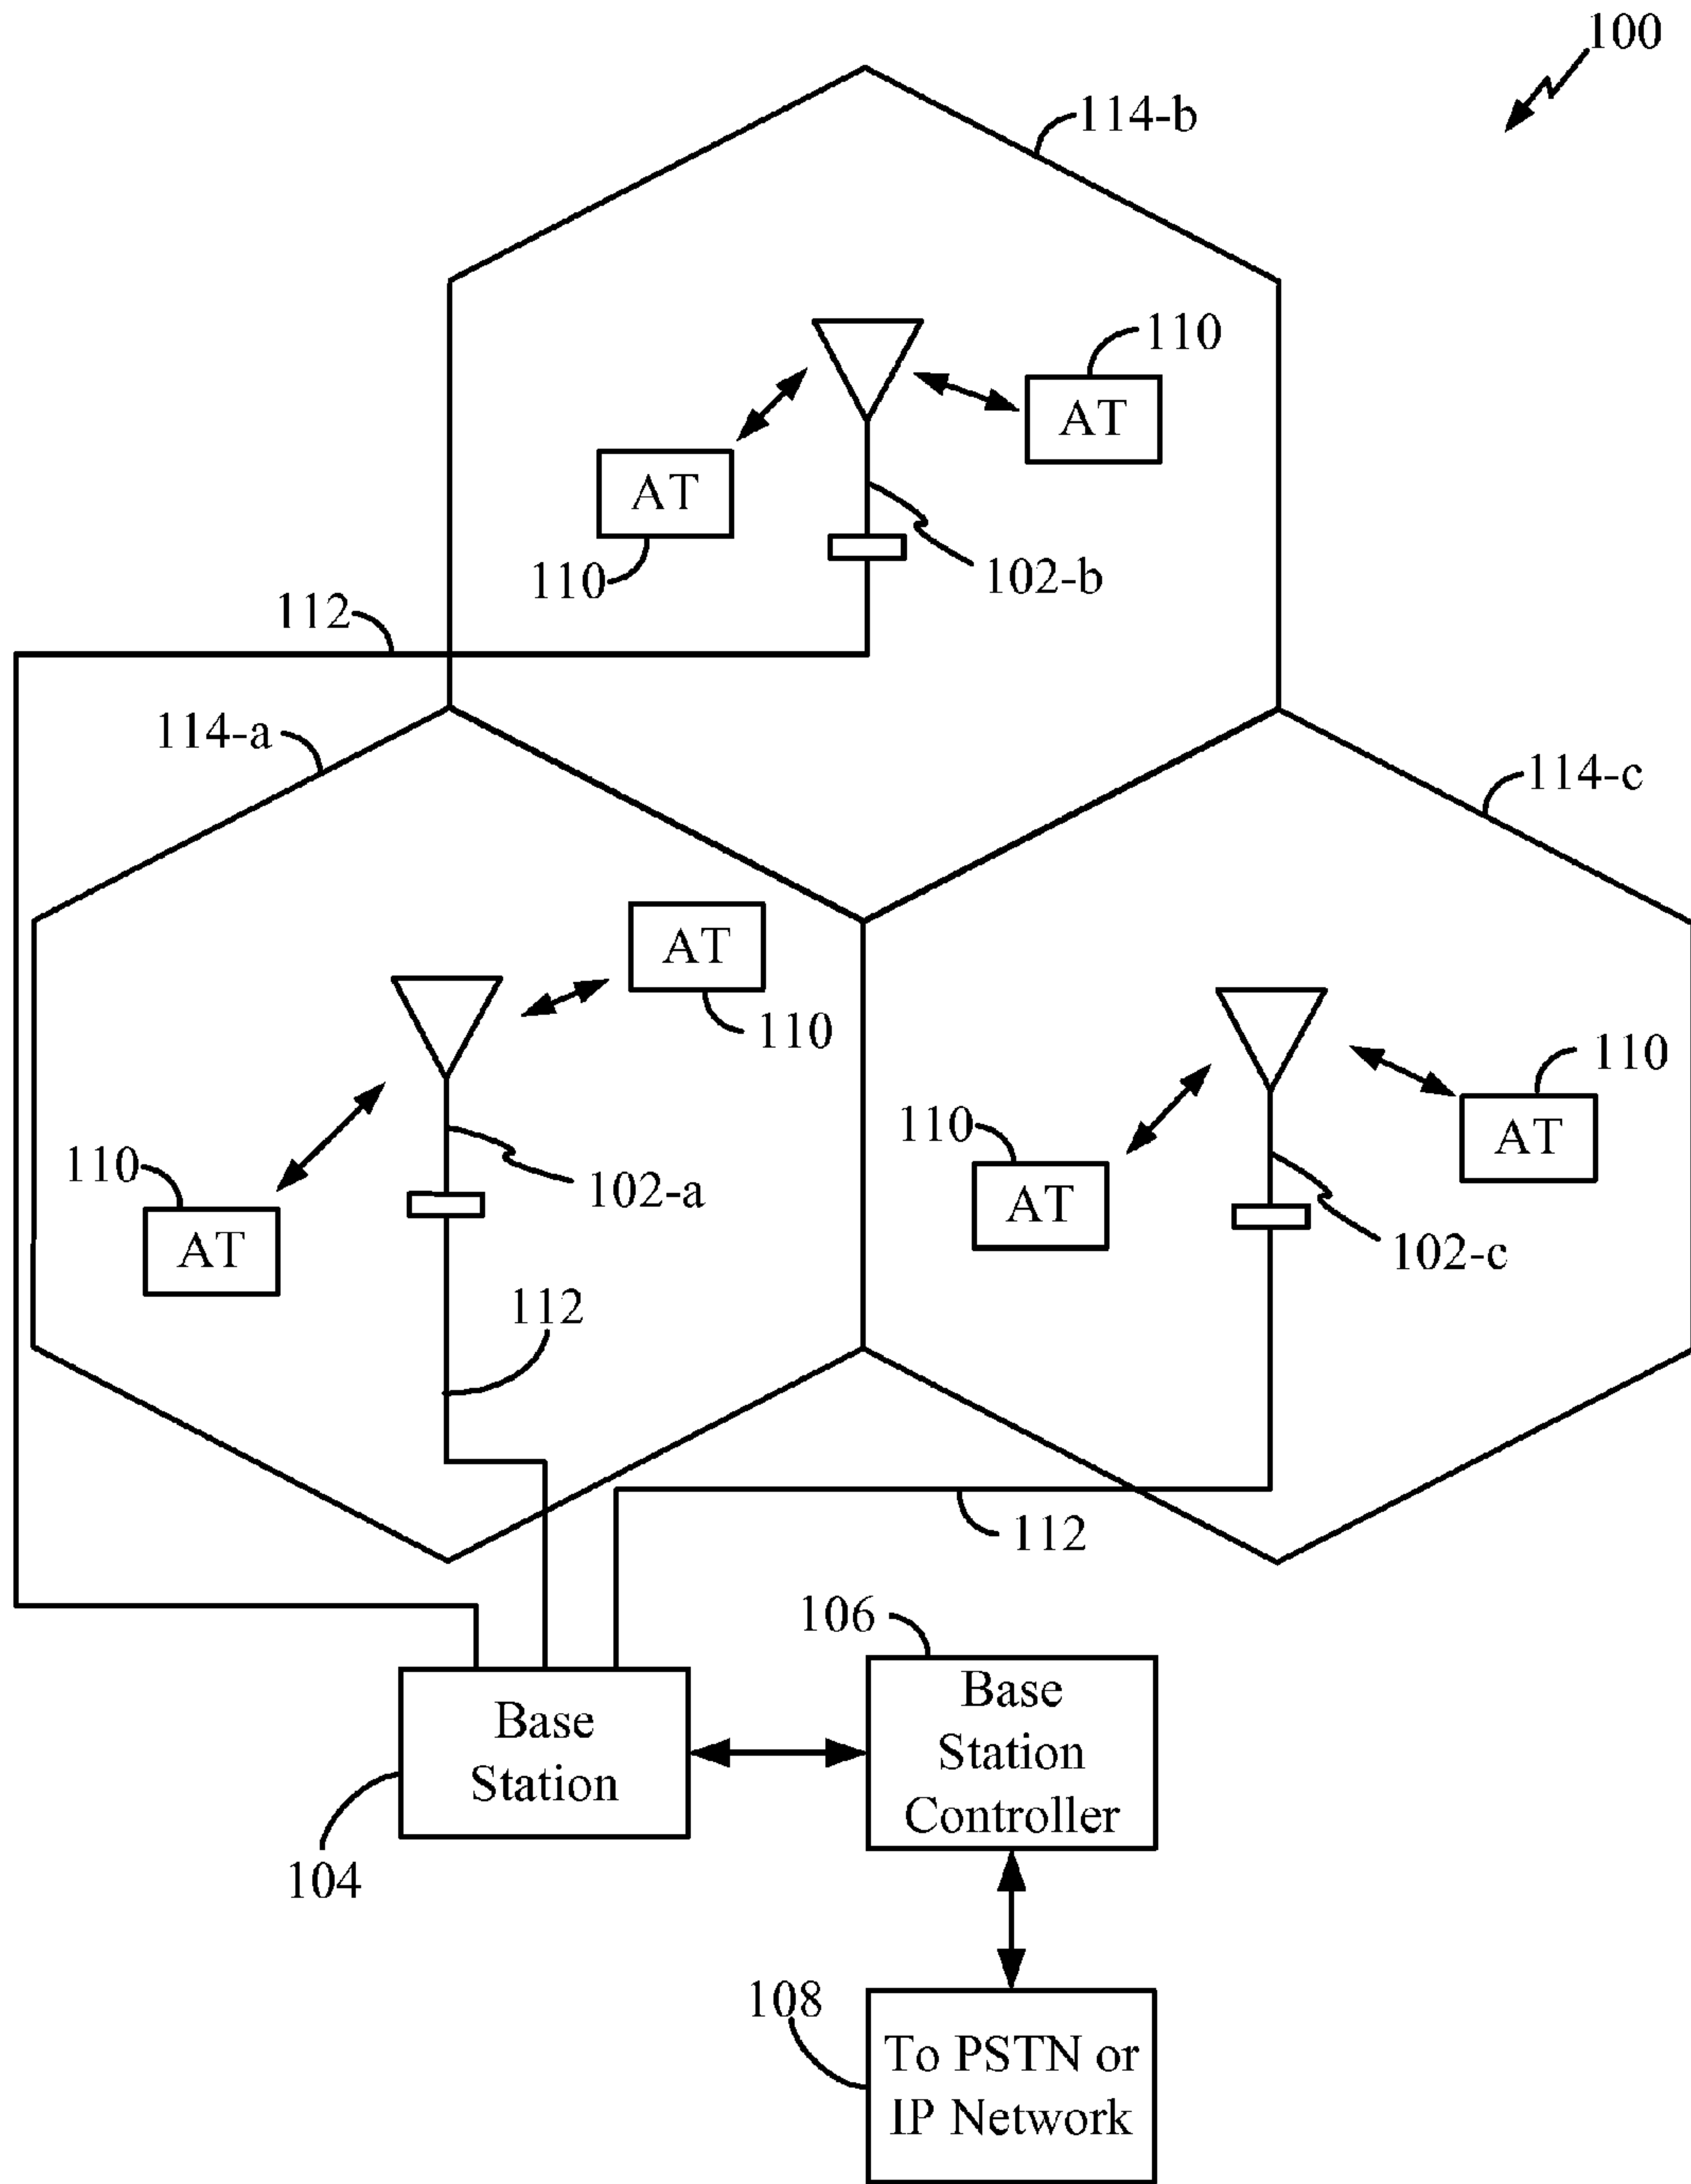 100
114-b
110
AT
AT
110
102-b
112
114-a
114-c
AT
110
110
AT
110
AT
110
AT
102-a
102-c
112
112
106
Base
Station
Base
Station
Controller
104
108
To PSTN or
IP Network